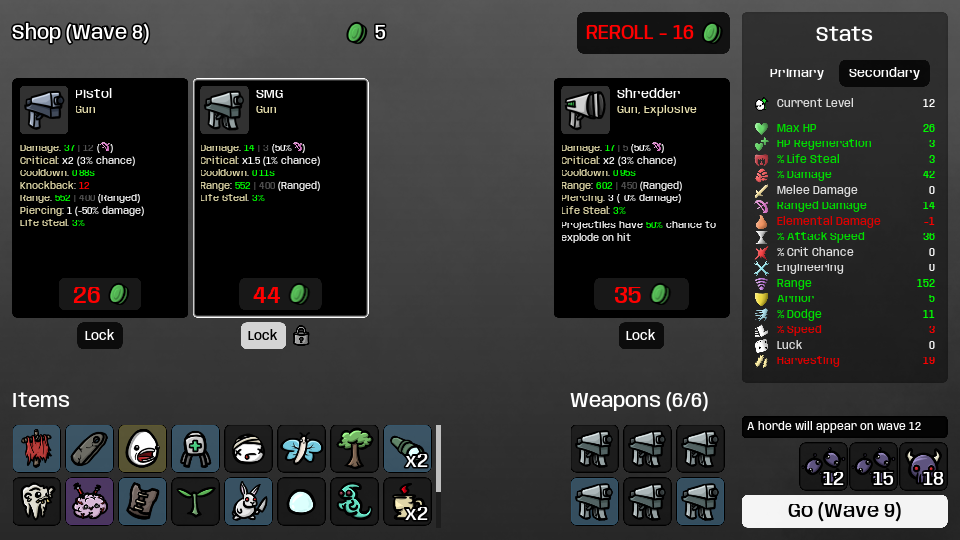 Shop (Wave 8)
5
REROLL - 16
Pistol
Gun
Damage: 37 | 12 ( )
Critical: x2 (3% chance)
Cooldown: 0.88s
Knockback: 12
Range: 552 | 400 (Ranged)
Piercing: 1 (-50% damage)
Life Steal: 3%
26
Lock
SMG
Gun
Damage: 14 | 3 (50% )
Critical: x1.5 (1% chance)
Cooldown: 0.11s
Range: 552 | 400 (Ranged)
Life Steal: 3%
44
Lock
Shredder
Gun, Explosive
Damage: 17 | 5 (50% )
Critical: x2 (3% chance)
Cooldown: 0.95s
Range: 602 | 450 (Ranged)
Piercing: 3 ( 0% damage)
Life Steal: 3%
Projectiles have 50% chance to
explode on hit
35
Lock
Stats
Primary
Secondary
Current Level 12
Max HP 26
HP Regeneration 3
% Life Steal 3
% Damage 42
Melee Damage 0
Ranged Damage 14
Elemental Damage -1
% Attack Speed 36
% Crit Chance 0
Engineering 0
Range 152
Armor 5
% Dodge 11
% Speed 3
Luck 0
Harvesting 19
Items
x2
x2
Weapons (6/6)
A horde will appear on wave 12
12
15
18
Go (Wave 9)